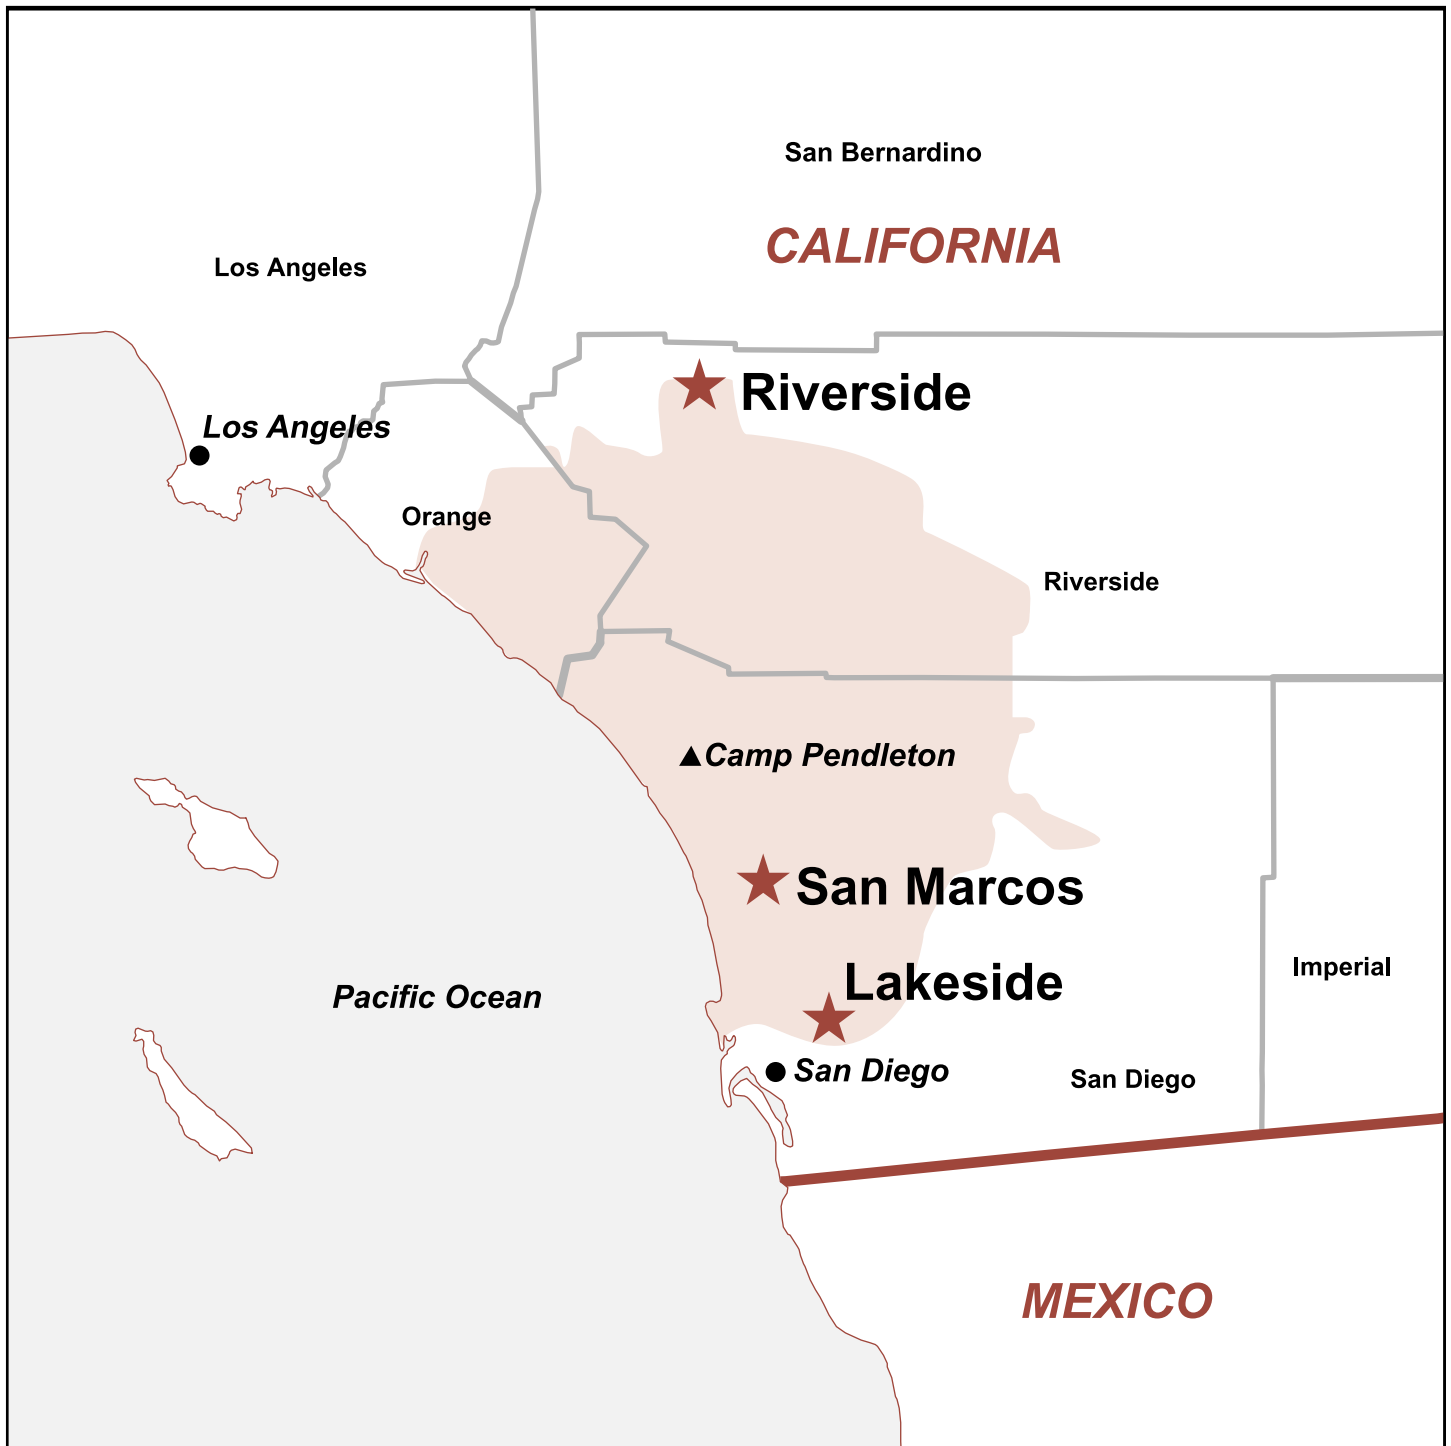 San Bernardino
CALIFORNIA
Los Angeles
Riverside
Los Angeles
Orange
Riverside
Camp Pendleton
San Marcos
Imperial
Lakeside
Pacific Ocean
San Diego
San Diego
MEXICO